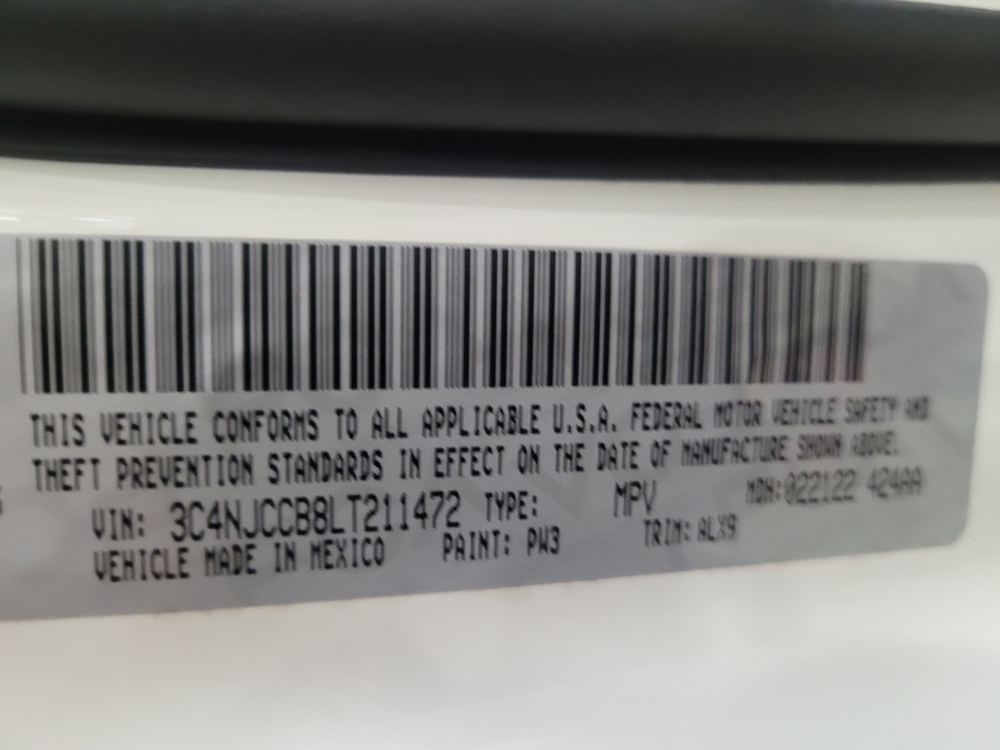 THIS VEHICLE CONFORMS TO ALL APPLICABLE U.S.A. FEDERAL MOTOR VEHICLE SAFETY AND
THEFT PREVENTION STANDARDS IN EFFECT ON THE DATE OF MANUFACTURE SHOWN ABOVE.
VIN: 3C4NJCCB8LT211472 TYPE: MPV MDH:022122 424AA
VEHICLE MADE IN MEXICO PAINT: PW3 TRIM: ALX9